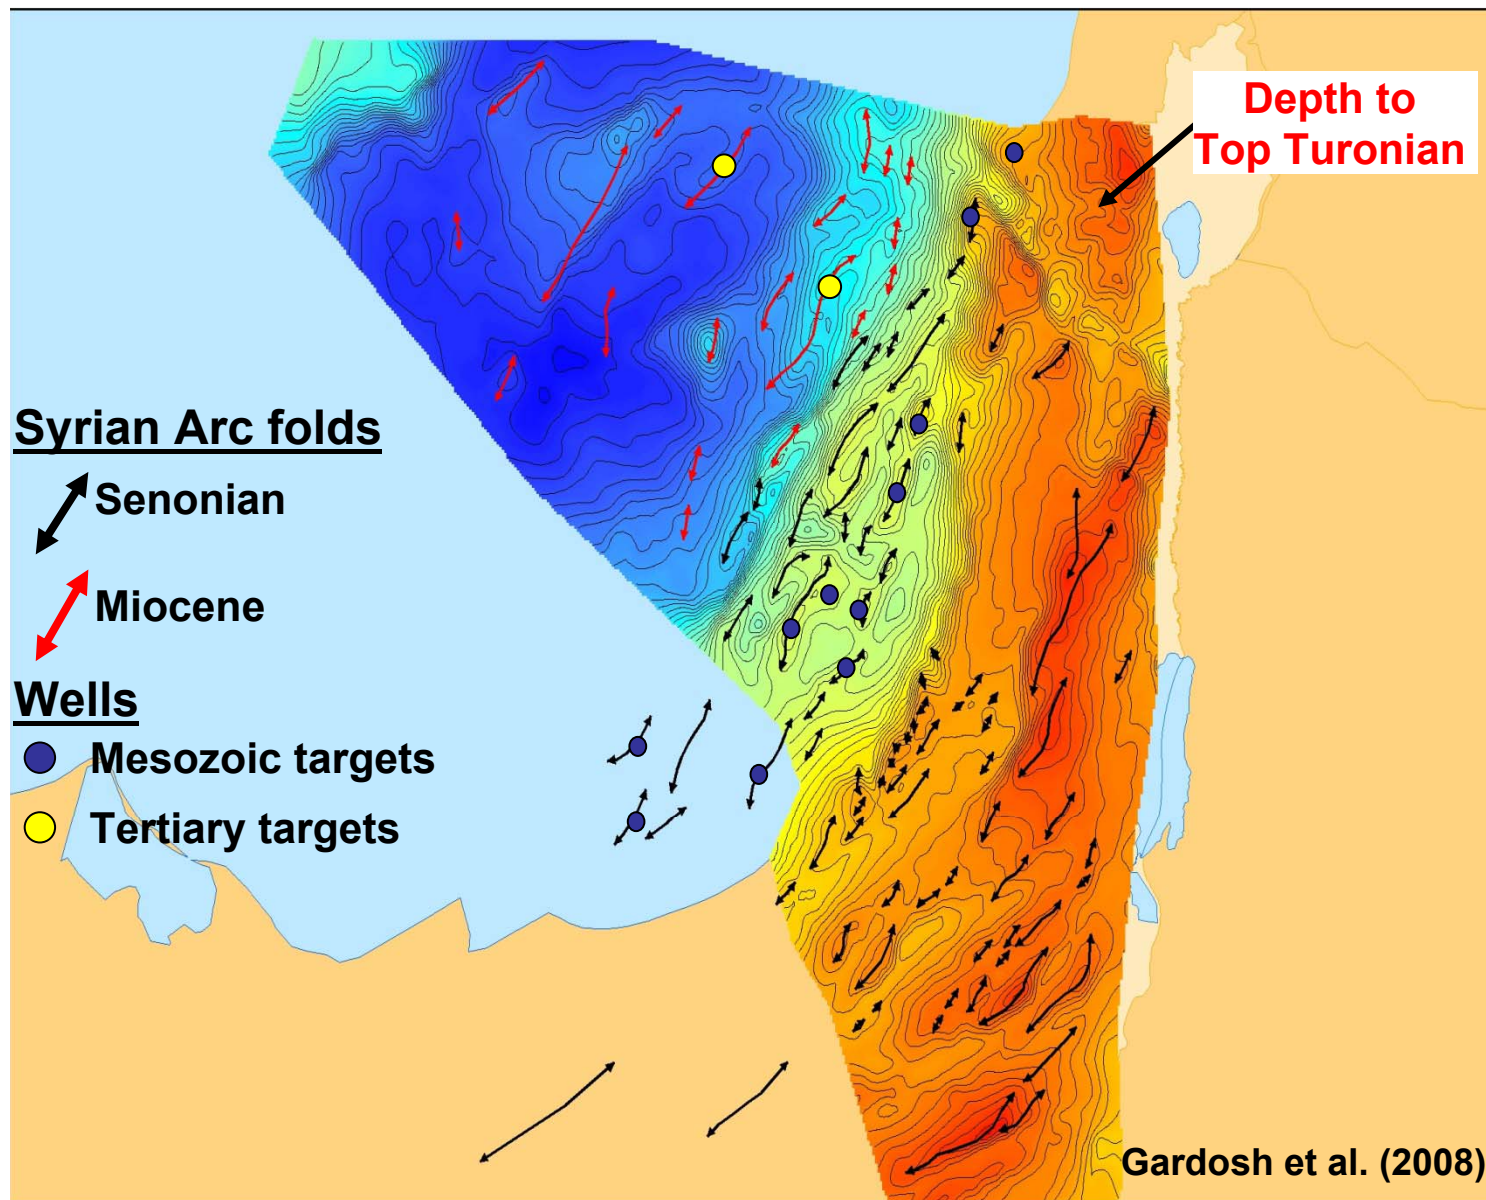 Depth to
Top Turonian
Syrian Arc folds
Senonian
Miocene
Wells
Mesozoic targets
Tertiary targets
Gardosh et al. (2008)